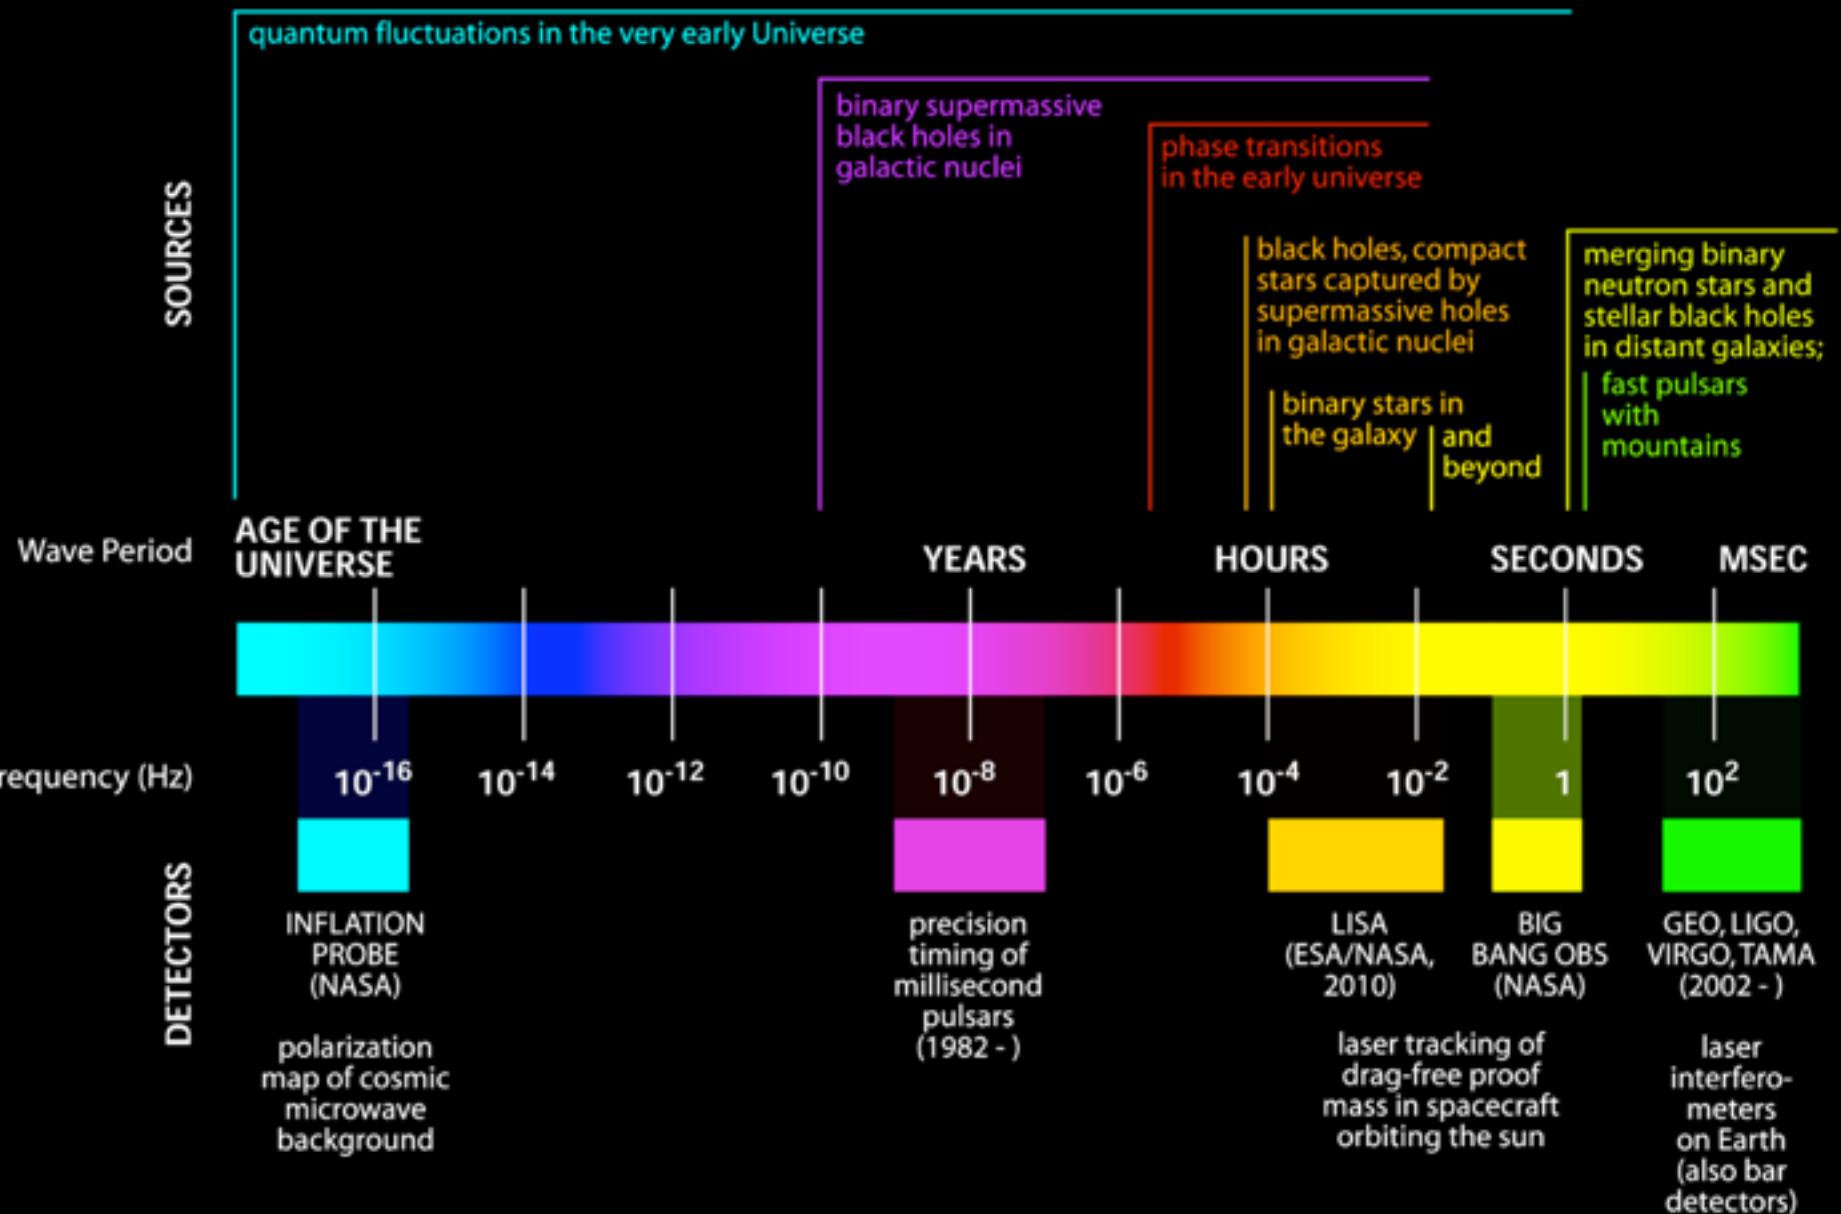 quantum fluctuations in the very early Universe
binary supermassive
black holes in
galactic nuclei
phase transitions
in the early universe
SOURCES
black holes, compact
stars captured by
supermassive holes
in galactic nuclei
merging binary
neutron stars and
stellar black holes
in distant galaxies;
fast pulsars
with
mountains
binary stars in
the galaxy
and
beyond
Wave Period
AGE OF THE
UNIVERSE
YEARS
HOURS
SECONDS
MSEC
requency (Hz)
10⁻¹⁶
10⁻¹⁴
10⁻¹²
10⁻¹⁰
10⁻⁸
10⁻⁶
10⁻⁴
10⁻²
1
10²
DETECTORS
INFLATION
PROBE
(NASA)
polarization
map of cosmic
microwave
background
precision
timing of
millisecond
pulsars
(1982 - )
LISA
(ESA/NASA,
2010)
BIG
BANG OBS
(NASA)
laser tracking of
drag-free proof
mass in spacecraft
orbiting the sun
GEO, LIGO,
VIRGO, TAMA
(2002 - )
laser
interfero-
meters
on Earth
(also bar
detectors)